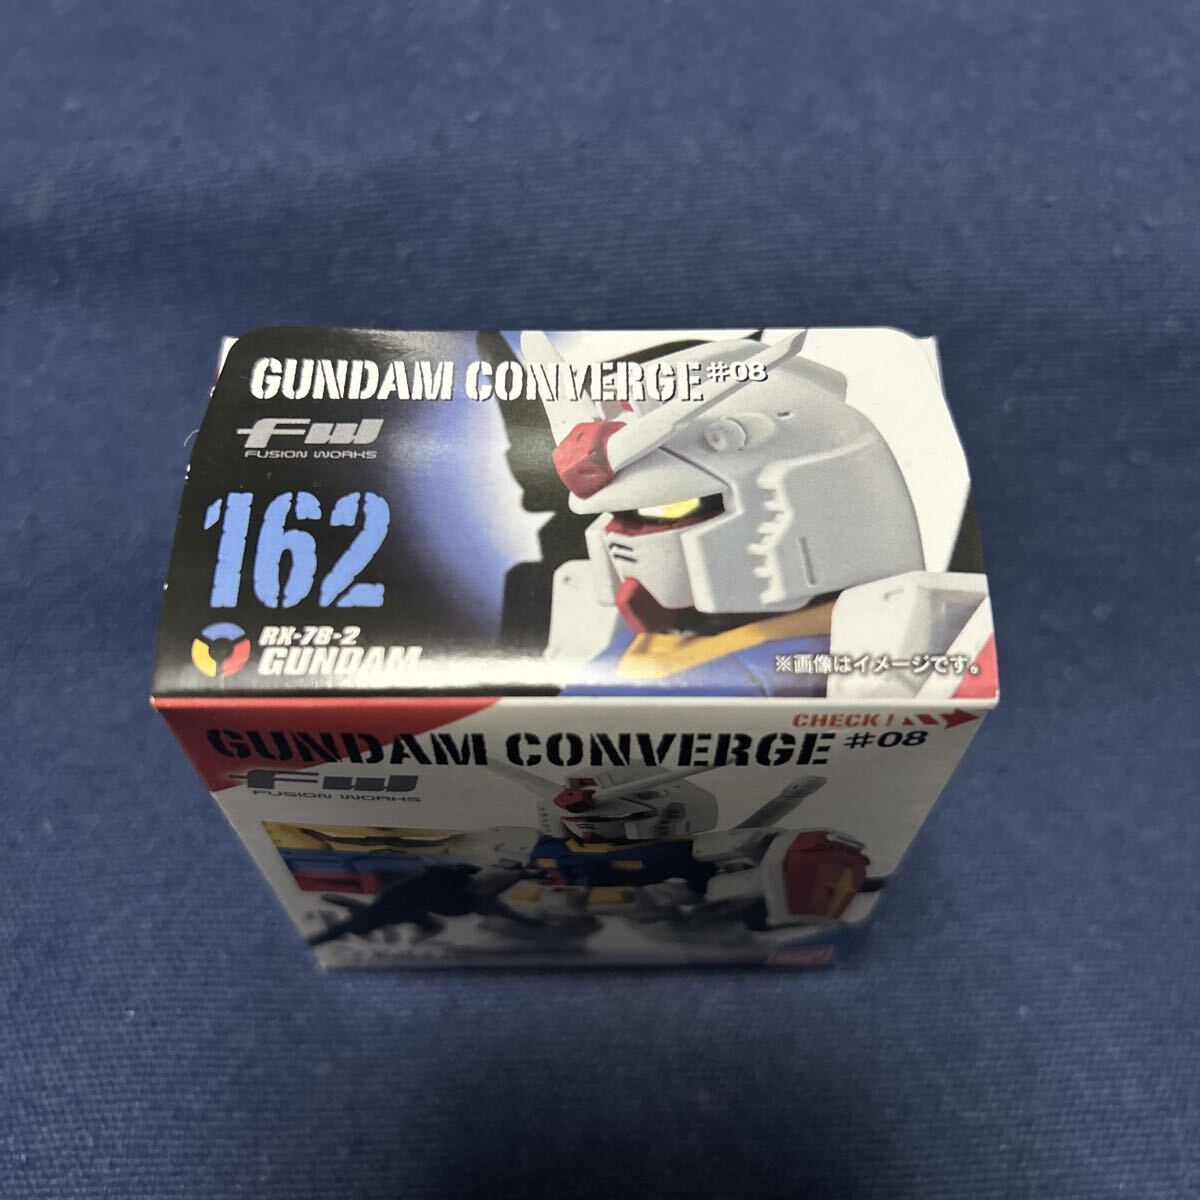 GUNDAM CONVERGE #08
FW
FUSION WORKS
162
RX-78-2
GUNDAM
※画像はイメージです。
CHECK!
GUNDAM CONVERGE #08
FW
FUSION WORKS